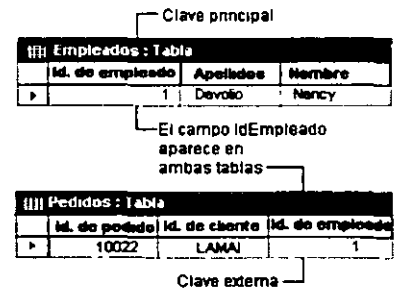 Clave principal
Empleados : Tabla
Id. de empleado Apellidos Nombre
1 Davolio Nancy
El campo IdEmpleado
aparece en
ambas tablas
Pedidos : Tabla
Id. de pedido Id. de cliente Id. de empleado
10022 LAMAI 1
Clave externa